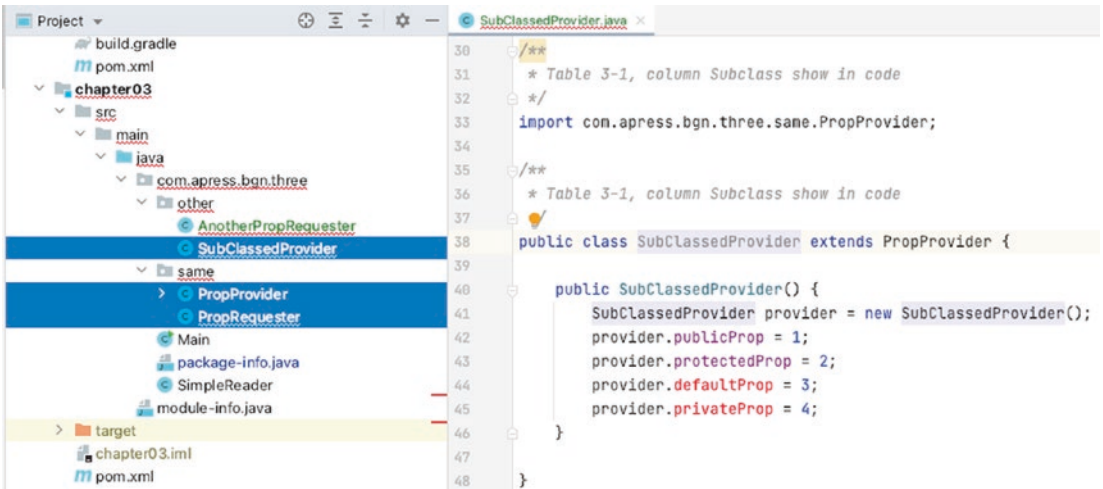 Project
build.gradle
pom.xml
chapter03
src
main
java
com.apress.bgn.three
other
AnotherPropRequester
SubClassedProvider
same
PropProvider
PropRequester
Main
package-info.java
SimpleReader
module-info.java
target
chapter03.iml
pom.xml
SubClassedProvider.java
30 /**
31 * Table 3-1, column Subclass show in code
32 */
33 import com.apress.bgn.three.same.PropProvider;
34
35 /**
36 * Table 3-1, column Subclass show in code
37 /
38 public class SubClassedProvider extends PropProvider {
39
40 public SubClassedProvider() {
41 SubClassedProvider provider = new SubClassedProvider();
42 provider.publicProp = 1;
43 provider.protectedProp = 2;
44 provider.defaultProp = 3;
45 provider.privateProp = 4;
46 }
47
48 }